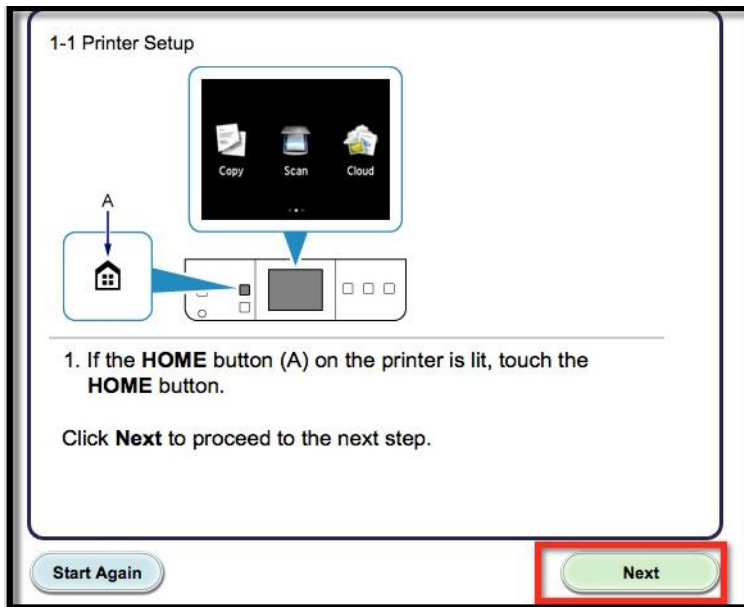 1-1 Printer Setup
Copy Scan Cloud
A
1. If the HOME button (A) on the printer is lit, touch the
HOME button.
Click Next to proceed to the next step.
Start Again Next